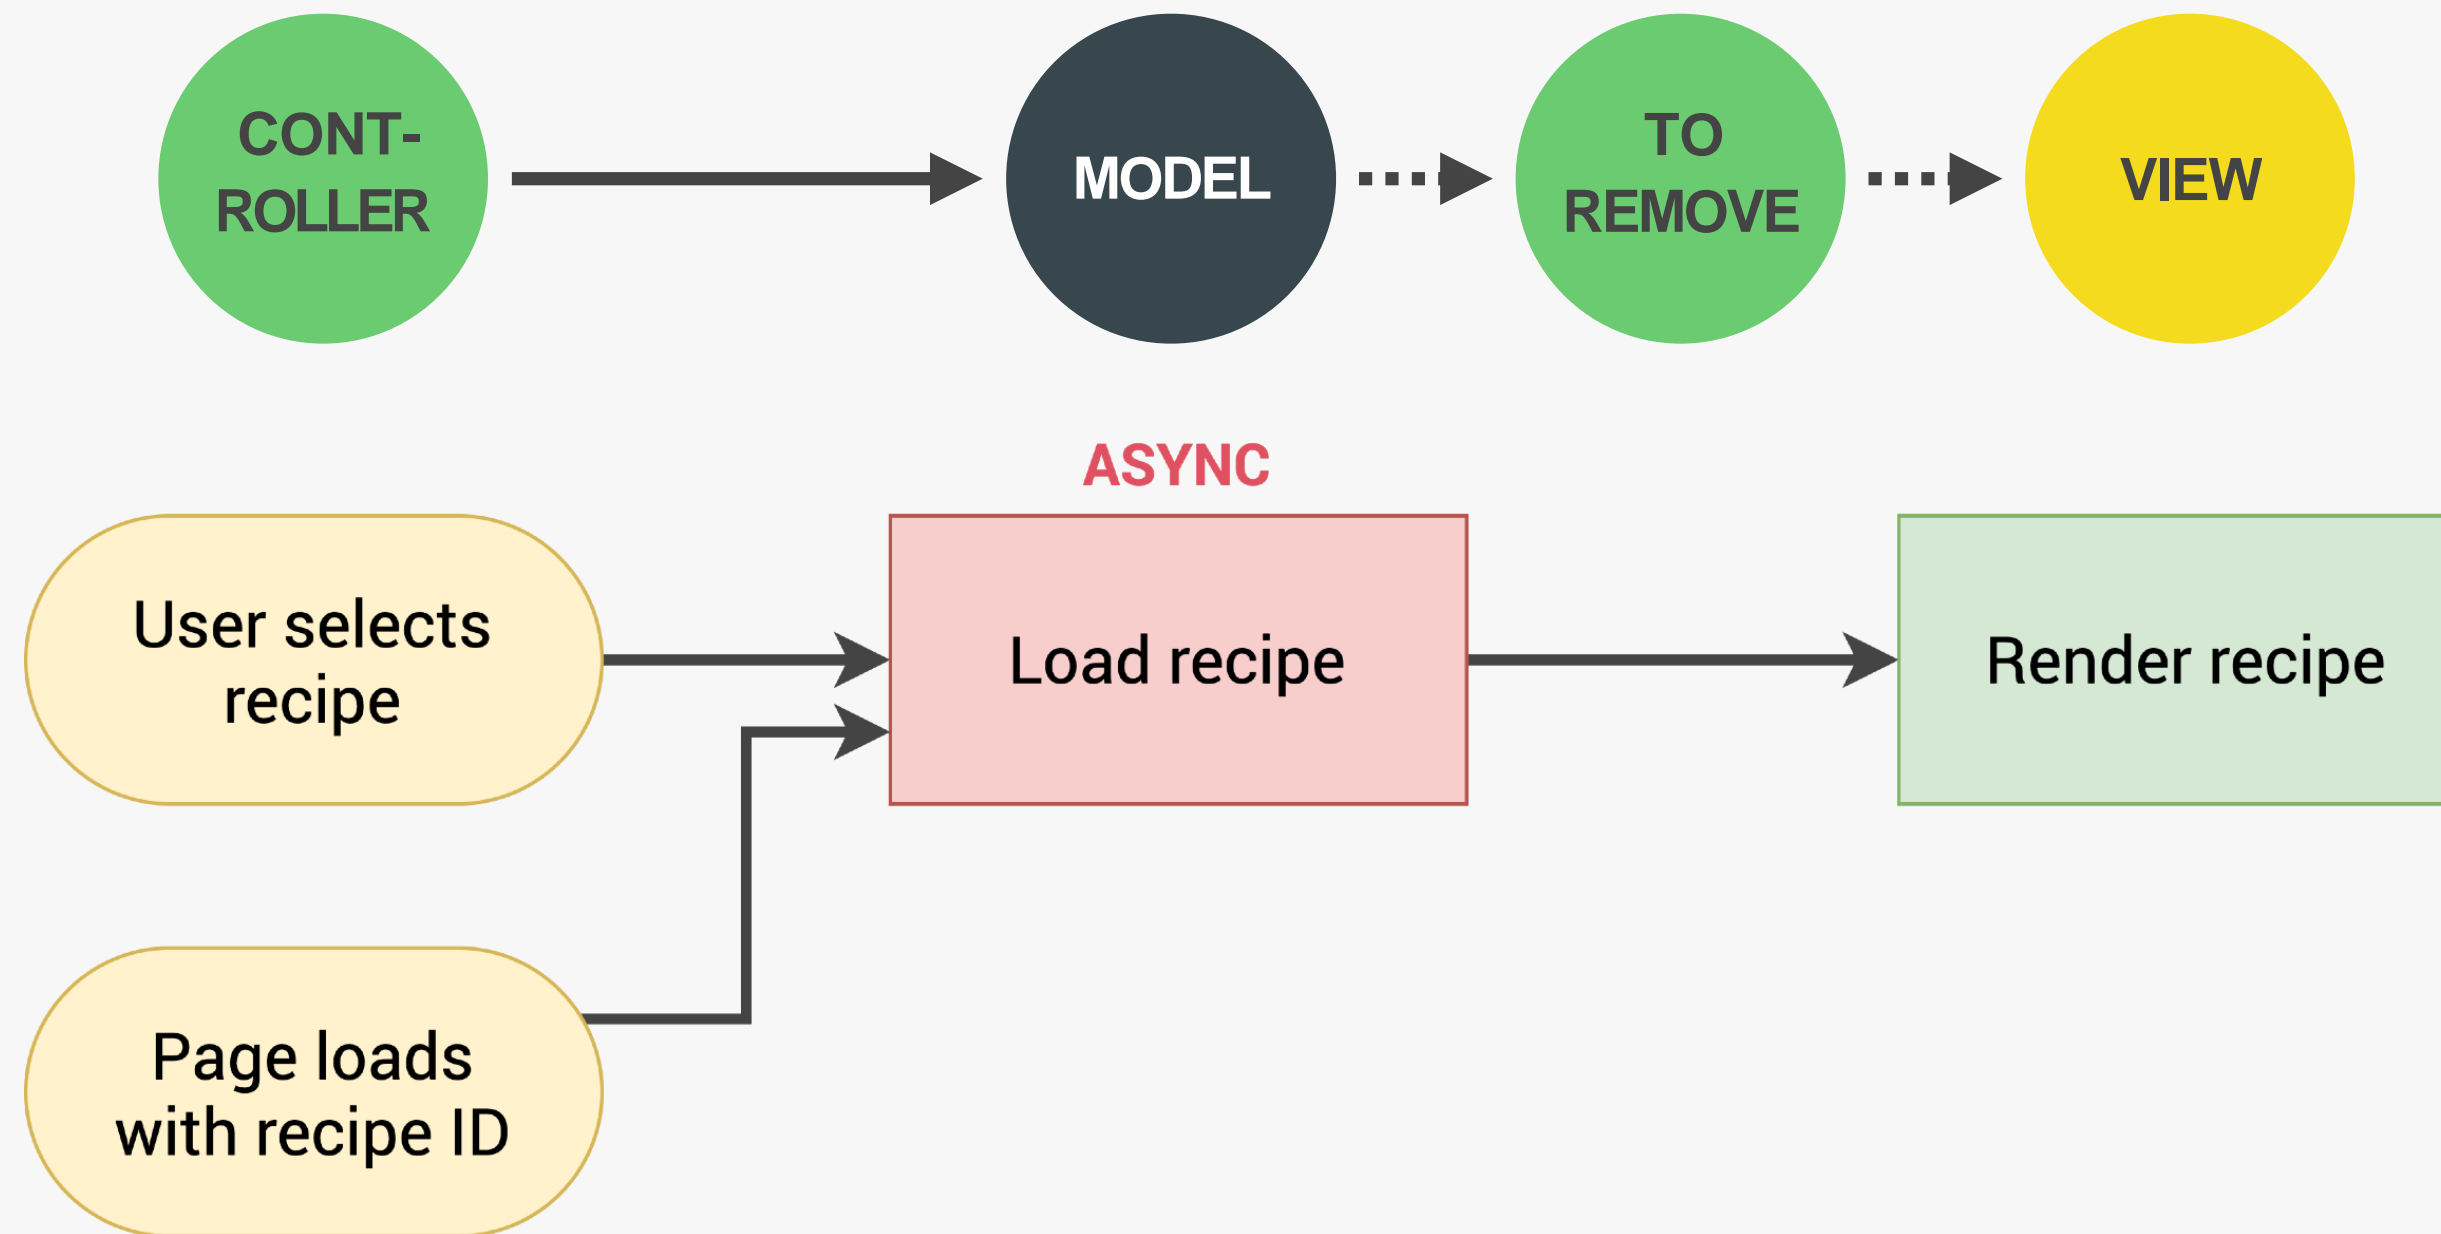 CONT-
ROLLER
MODEL
TO
REMOVE
VIEW
ASYNC
User selects
recipe
Load recipe
Render recipe
Page loads
with recipe ID